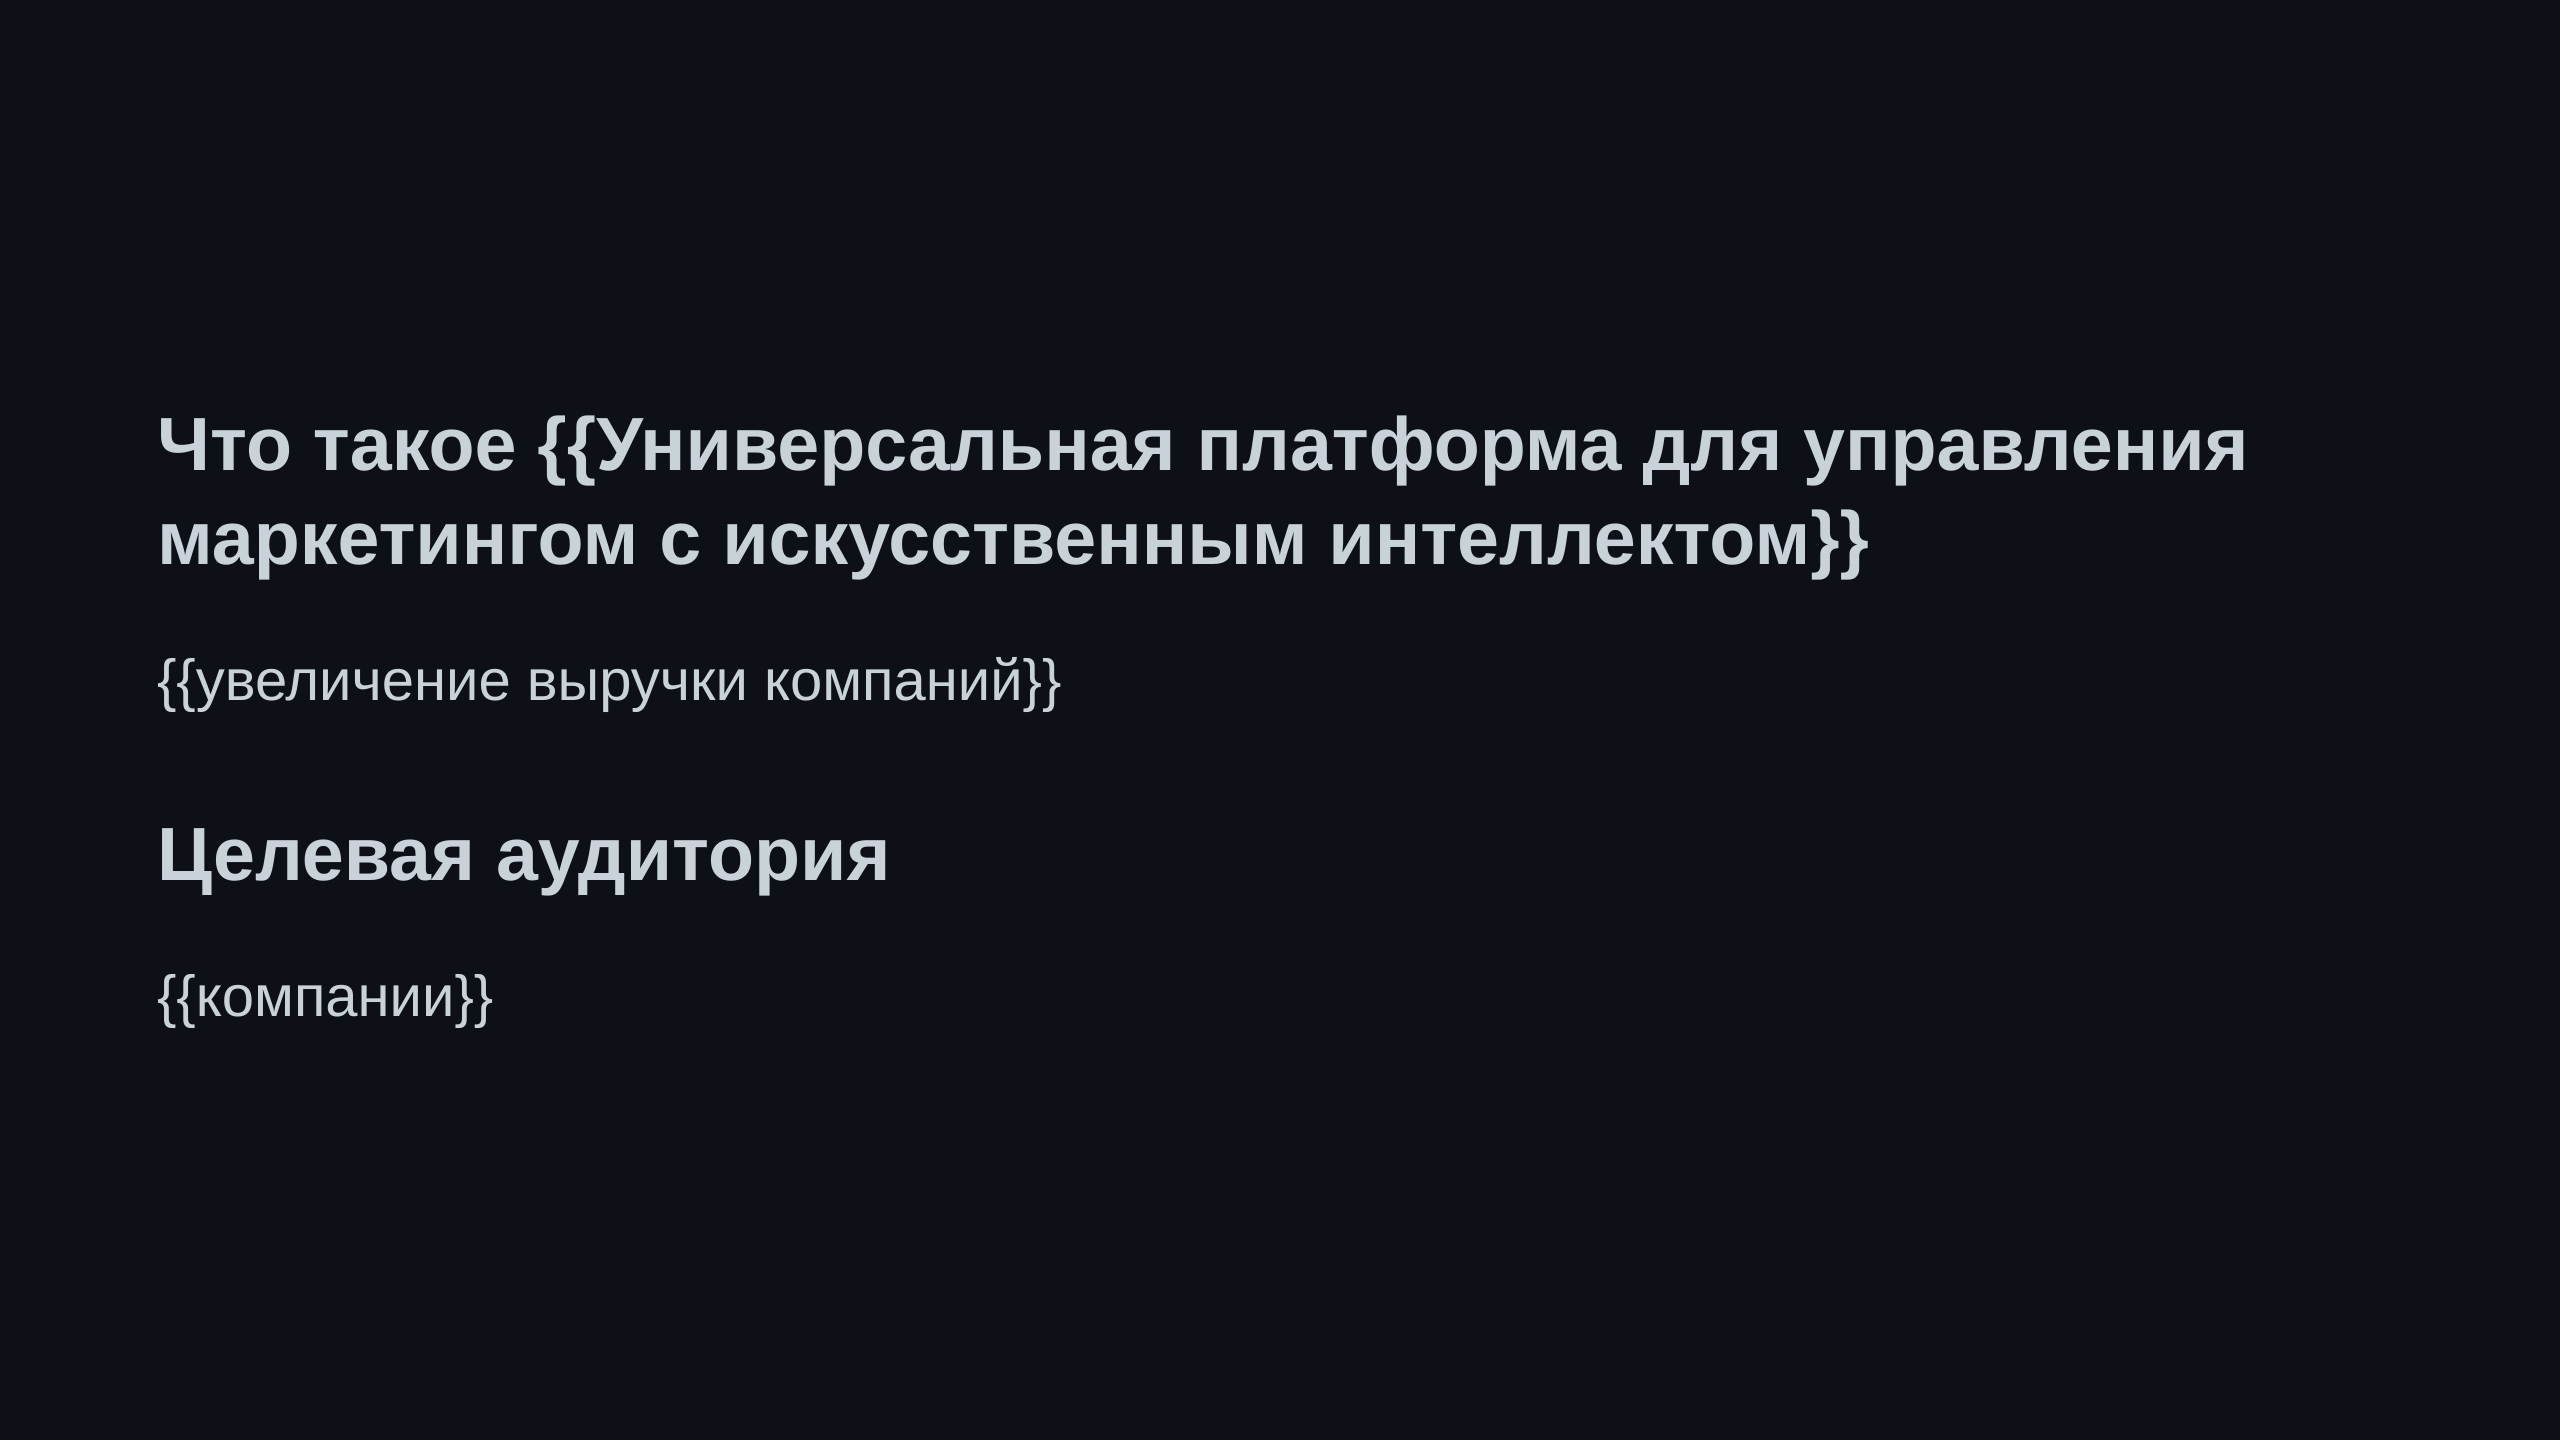 Что такое {{Универсальная платформа для управления
маркетингом с искусственным интеллектом}}
{{увеличение выручки компаний}}
Целевая аудитория
{{компании}}